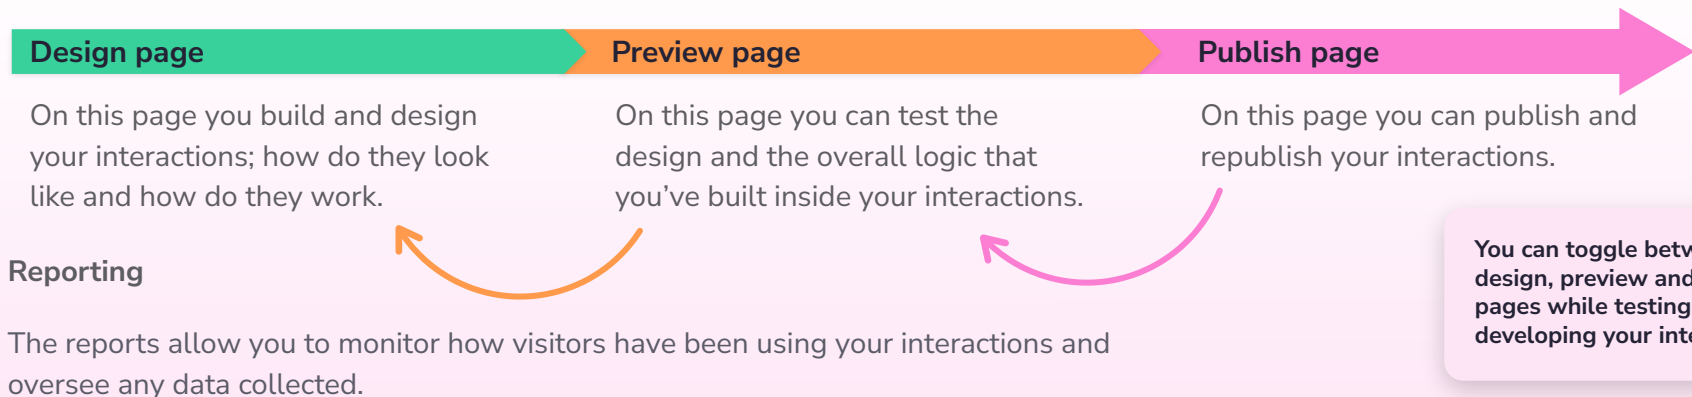 Design page
Preview page
Publish page
On this page you build and design
your interactions; how do they look
like and how do they work.
On this page you can test the
design and the overall logic that
you’ve built inside your interactions.
On this page you can publish and
republish your interactions.
You can toggle
design, preview and
pages while testing
developing your
Reporting
The reports allow you to monitor how visitors have been using your interactions and
oversee any data collected.